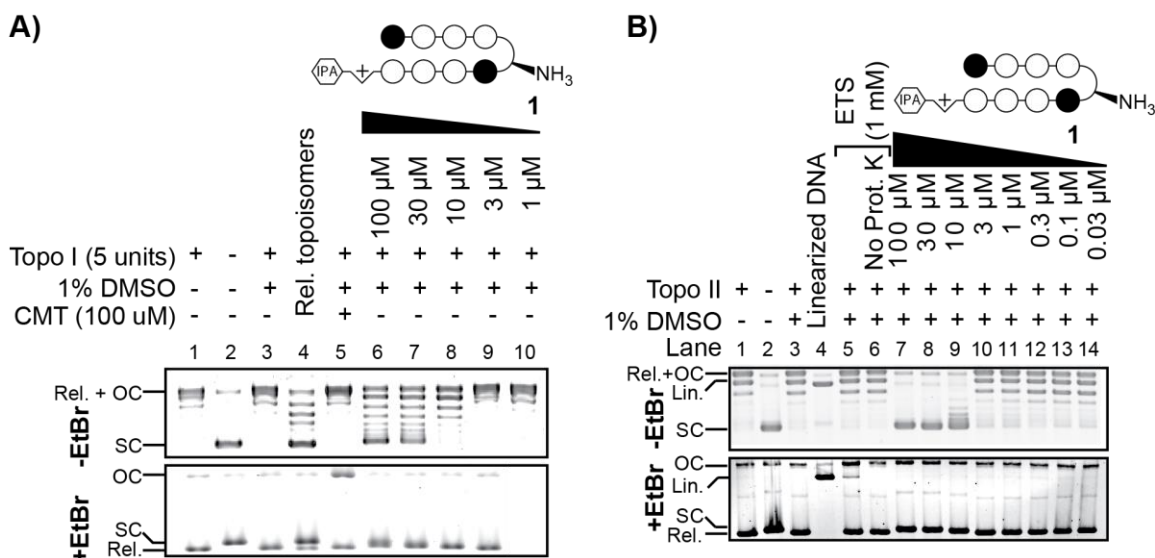 A)
IPA
+
NH3
1
Rel. topoisomers
100 µM
30 µM
10 µM
3 µM
1 µM
Topo I (5 units) + - + + + + + + +
1% DMSO - - + + + + + + +
CMT (100 uM) - - - + - - - - -
1 2 3 4 5 6 7 8 9 10
Rel. + OC
SC
-EtBr
OC
SC
Rel.
+EtBr
B)
IPA
+
NH3
1
Linearized DNA
ETS
(1 mM)
No Prot. K
100 µM
30 µM
10 µM
3 µM
1 µM
0.3 µM
0.1 µM
0.03 µM
Topo II + - + + + + + + + + + + +
1% DMSO - - + + + + + + + + + + +
Lane 1 2 3 4 5 6 7 8 9 10 11 12 13 14
Rel.+OC
Lin.
SC
-EtBr
OC
Lin.
SC
Rel.
+EtBr